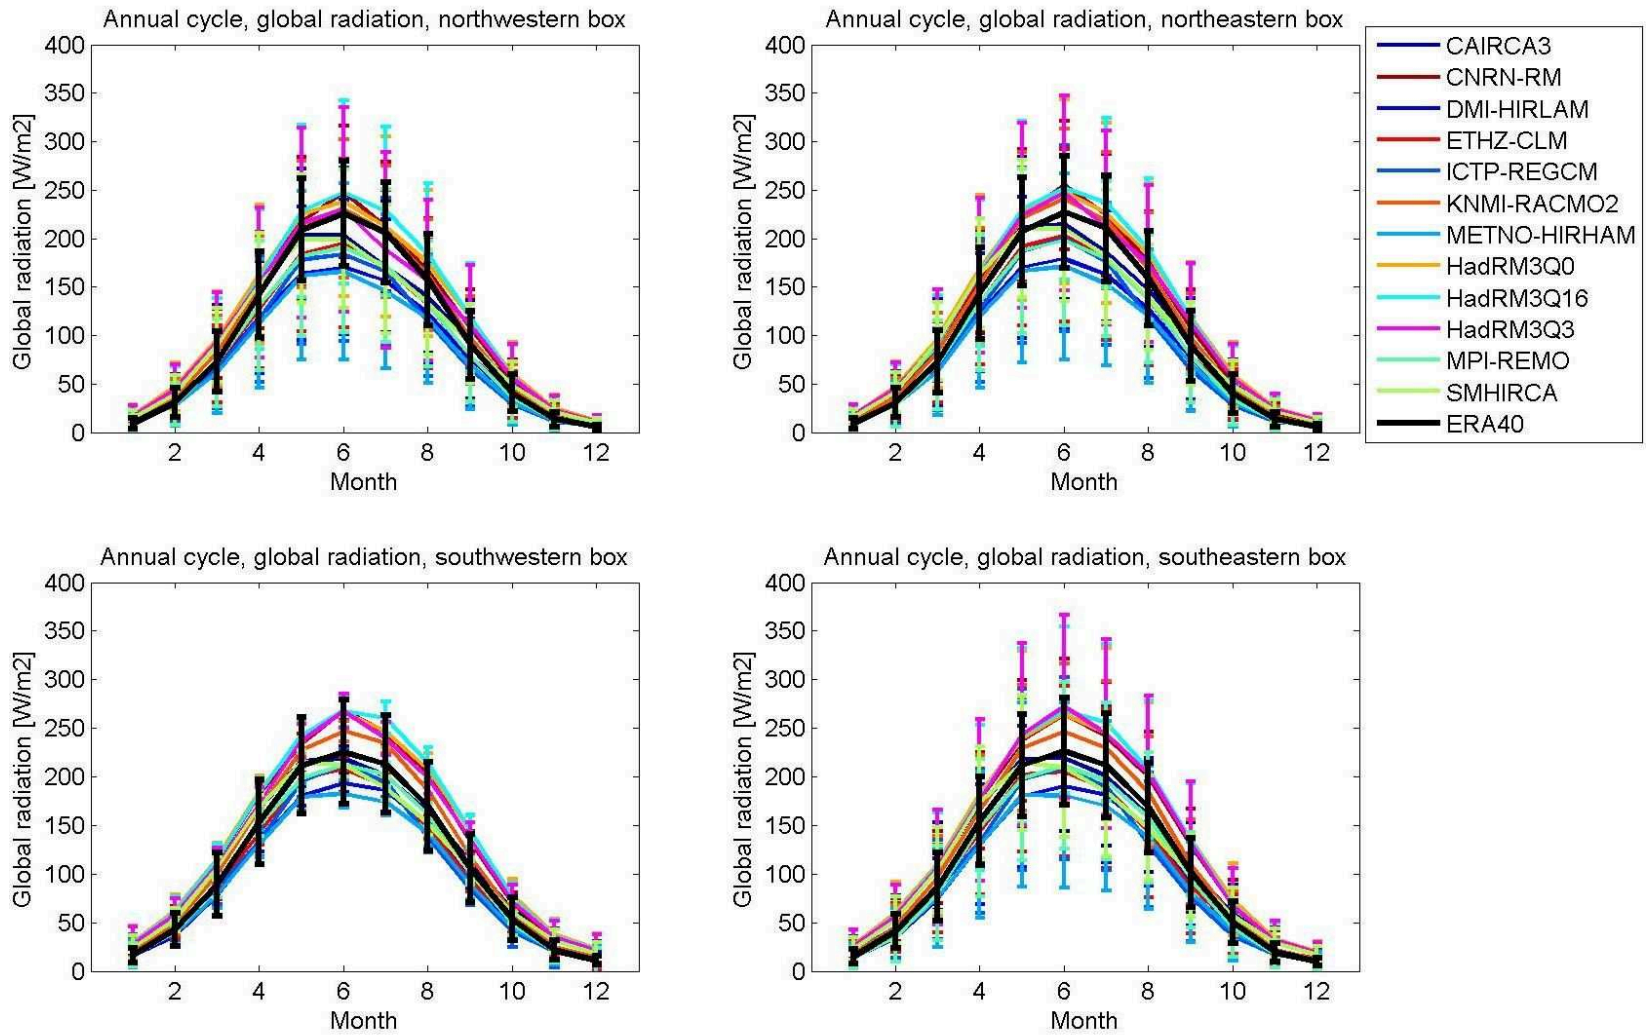 Annual cycle, global radiation, northwestern box
400
350
300
250
200
150
100
50
0
Global radiation [W/m2]
2 4 6 8 10 12
Month
Annual cycle, global radiation, northeastern box
400
350
300
250
200
150
100
50
0
Global radiation [W/m2]
2 4 6 8 10 12
Month
CAIRCA3
CNRN-RM
DMI-HIRLAM
ETHZ-CLM
ICTP-REGCM
KNMI-RACMO2
METNO-HIRHAM
HadRM3Q0
HadRM3Q16
HadRM3Q3
MPI-REMO
SMHIRCA
ERA40
Annual cycle, global radiation, southwestern box
400
350
300
250
200
150
100
50
0
Global radiation [W/m2]
2 4 6 8 10 12
Month
Annual cycle, global radiation, southeastern box
400
350
300
250
200
150
100
50
0
Global radiation [W/m2]
2 4 6 8 10 12
Month